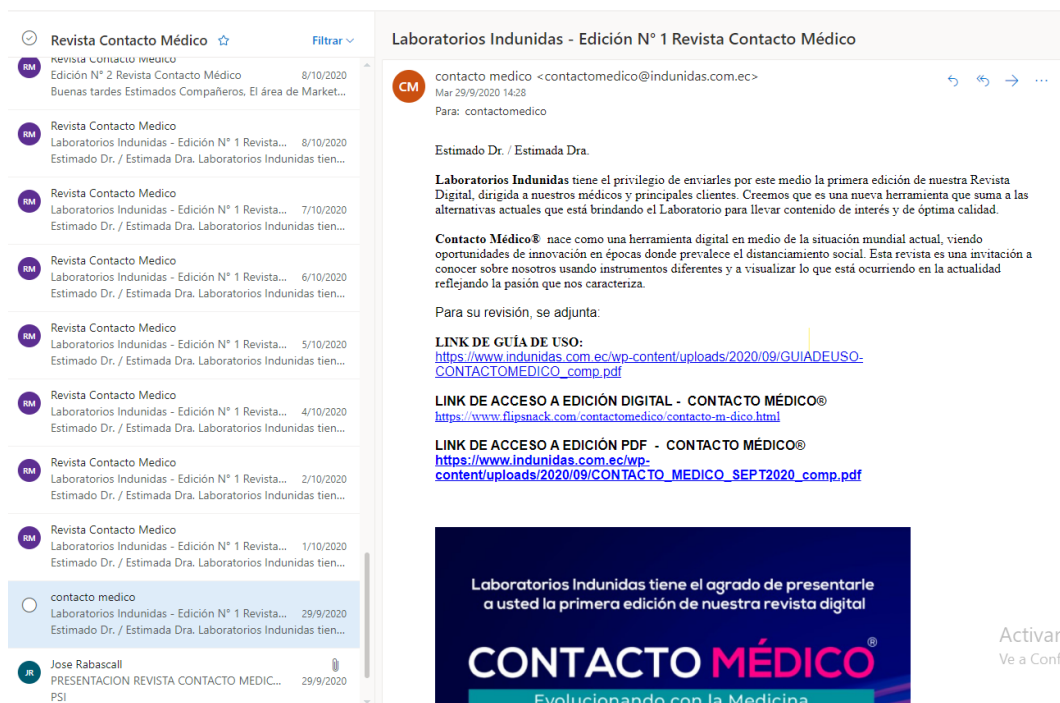 Revista Contacto Médico
Filtrar
RM
Revista Contacto Medico
Edición N° 2 Revista Contacto Médico 8/10/2020
Buenas tardes Estimados Compañeros, El área de Market...
RM
Revista Contacto Medico
Laboratorios Indunidas - Edición N° 1 Revista... 8/10/2020
Estimado Dr. / Estimada Dra. Laboratorios Indunidas tien...
RM
Revista Contacto Medico
Laboratorios Indunidas - Edición N° 1 Revista... 7/10/2020
Estimado Dr. / Estimada Dra. Laboratorios Indunidas tien...
RM
Revista Contacto Medico
Laboratorios Indunidas - Edición N° 1 Revista... 6/10/2020
Estimado Dr. / Estimada Dra. Laboratorios Indunidas tien...
RM
Revista Contacto Medico
Laboratorios Indunidas - Edición N° 1 Revista... 5/10/2020
Estimado Dr. / Estimada Dra. Laboratorios Indunidas tien...
RM
Revista Contacto Medico
Laboratorios Indunidas - Edición N° 1 Revista... 4/10/2020
Estimado Dr. / Estimada Dra. Laboratorios Indunidas tien...
RM
Revista Contacto Medico
Laboratorios Indunidas - Edición N° 1 Revista... 2/10/2020
Estimado Dr. / Estimada Dra. Laboratorios Indunidas tien...
RM
Revista Contacto Medico
Laboratorios Indunidas - Edición N° 1 Revista... 1/10/2020
Estimado Dr. / Estimada Dra. Laboratorios Indunidas tien...
contacto medico
Laboratorios Indunidas - Edición N° 1 Revista... 29/9/2020
Estimado Dr. / Estimada Dra. Laboratorios Indunidas tien...
JR
Jose Rabascall
PRESENTACION REVISTA CONTACTO MEDIC... 29/9/2020
PSI
Laboratorios Indunidas - Edición N° 1 Revista Contacto Médico
CM
contacto medico <contactomedico@indunidas.com.ec>
Mar 29/9/2020 14:28
Para: contactomedico
Estimado Dr. / Estimada Dra.
Laboratorios Indunidas tiene el privilegio de enviarles por este medio la primera edición de nuestra Revista
Digital, dirigida a nuestros médicos y principales clientes. Creemos que es una nueva herramienta que suma a las
alternativas actuales que está brindando el Laboratorio para llevar contenido de interés y de óptima calidad.
Contacto Médico® nace como una herramienta digital en medio de la situación mundial actual, viendo
oportunidades de innovación en épocas donde prevalece el distanciamiento social. Esta revista es una invitación a
conocer sobre nosotros usando instrumentos diferentes y a visualizar lo que está ocurriendo en la actualidad
reflejando la pasión que nos caracteriza.
Para su revisión, se adjunta:
LINK DE GUÍA DE USO:
https://www.indunidas.com.ec/wp-content/uploads/2020/09/GUIADEUSO-
CONTACTOMEDICO_comp.pdf
LINK DE ACCESO A EDICIÓN DIGITAL - CONTACTO MÉDICO®
https://www.flipsnack.com/contactomedico/contacto-m-dico.html
LINK DE ACCESO A EDICIÓN PDF - CONTACTO MÉDICO®
https://www.indunidas.com.ec/wp-
content/uploads/2020/09/CONTACTO_MEDICO_SEPT2020_comp.pdf
Laboratorios Indunidas tiene el agrado de presentarle
a usted la primera edición de nuestra revista digital
CONTACTO MÉDICO®
Evolucionando con la Medicina
Activar
Ve a Conf